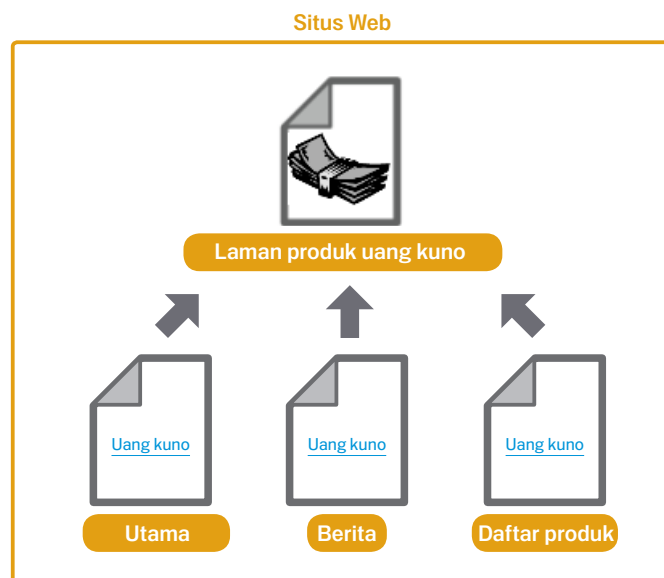 Situs Web
Laman produk uang kuno
Uang kuno
Uang kuno
Uang kuno
Utama
Berita
Daftar produk